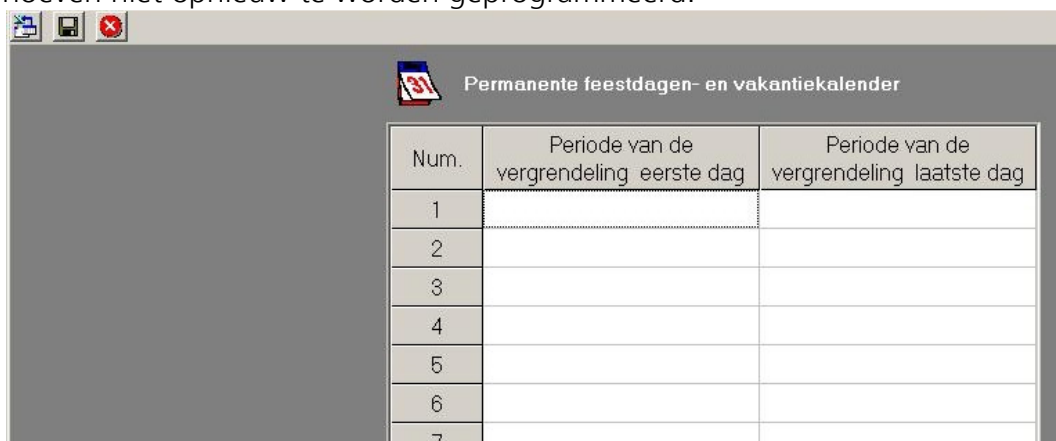 hoeven niet opnieuw te worden geprogrammeerd.
31
Permanente feestdagen- en vakantiekalender
Num.
Periode van de
vergrendeling eerste dag
Periode van de
vergrendeling laatste dag
1
2
3
4
5
6
7